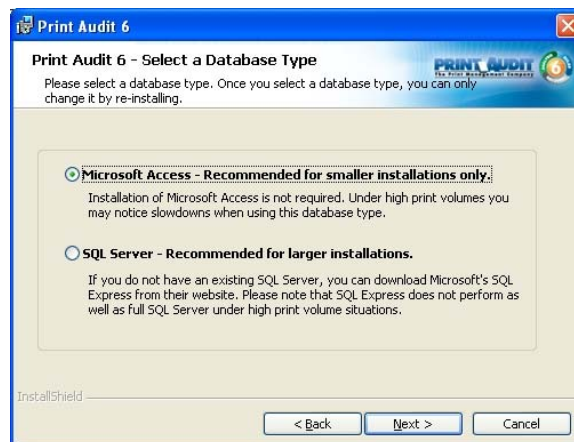 Print Audit 6
Print Audit 6 - Select a Database Type
Please select a database type. Once you select a database type, you can only
change it by re-installing.
PRINT AUDIT 6
The Print Management Company
Microsoft Access - Recommended for smaller installations only.
Installation of Microsoft Access is not required. Under high print volumes you
may notice slowdowns when using this database type.
SQL Server - Recommended for larger installations.
If you do not have an existing SQL Server, you can download Microsoft's SQL
Express from their website. Please note that SQL Express does not perform as
well as full SQL Server under high print volume situations.
InstallShield
< Back
Next >
Cancel